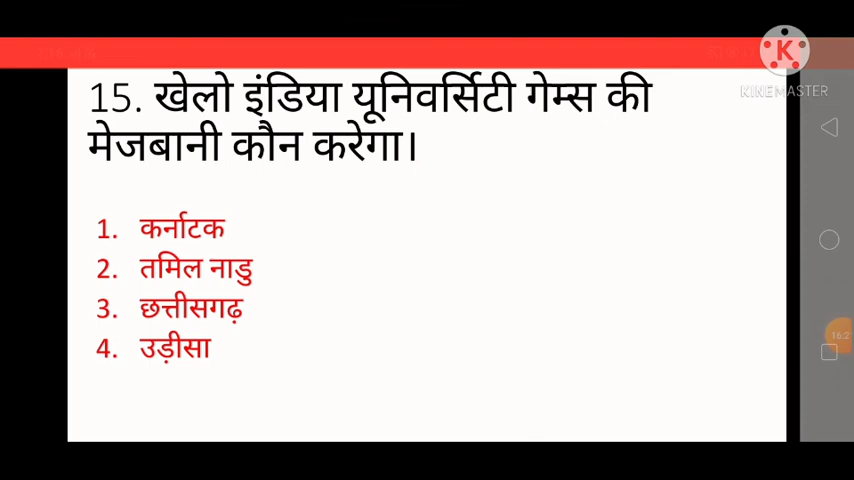 K
KINEMASTER
15. खेलो इंडिया यूनिवर्सिटी गेम्स की
मेजबानी कौन करेगा।
1. कर्नाटक
2. तमिल नाडु
3. छत्तीसगढ़
4. उड़ीसा